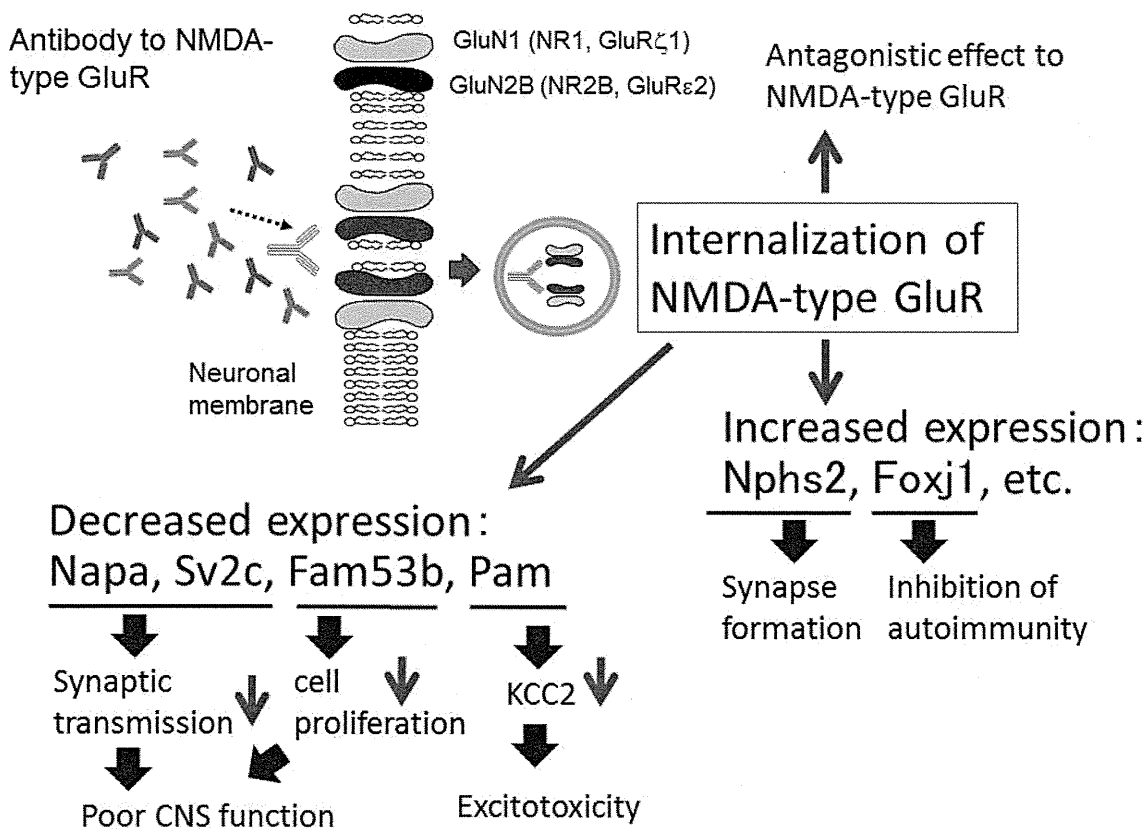 Antibody to NMDA-
type GluR
GluN1 (NR1, GluRζ1)
GluN2B (NR2B, GluRε2)
Neuronal
membrane
Antagonistic effect to
NMDA-type GluR
Internalization of
NMDA-type GluR
Increased expression:
Nphs2, Foxj1, etc.
Synapse
formation
Inhibition of
autoimmunity
Decreased expression:
Napa, Sv2c, Fam53b, Pam
Synaptic
transmission
cell
proliferation
KCC2
Poor CNS function
Excitotoxicity